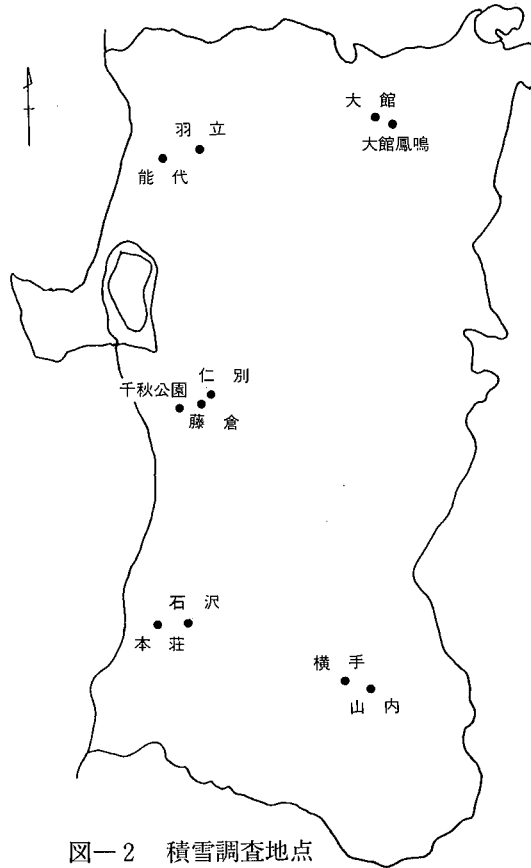 大館
大館鳳鳴
羽立
能代
仁別
千秋公園
藤倉
石沢
本荘
横手
山内
図—2 積雪調査地点